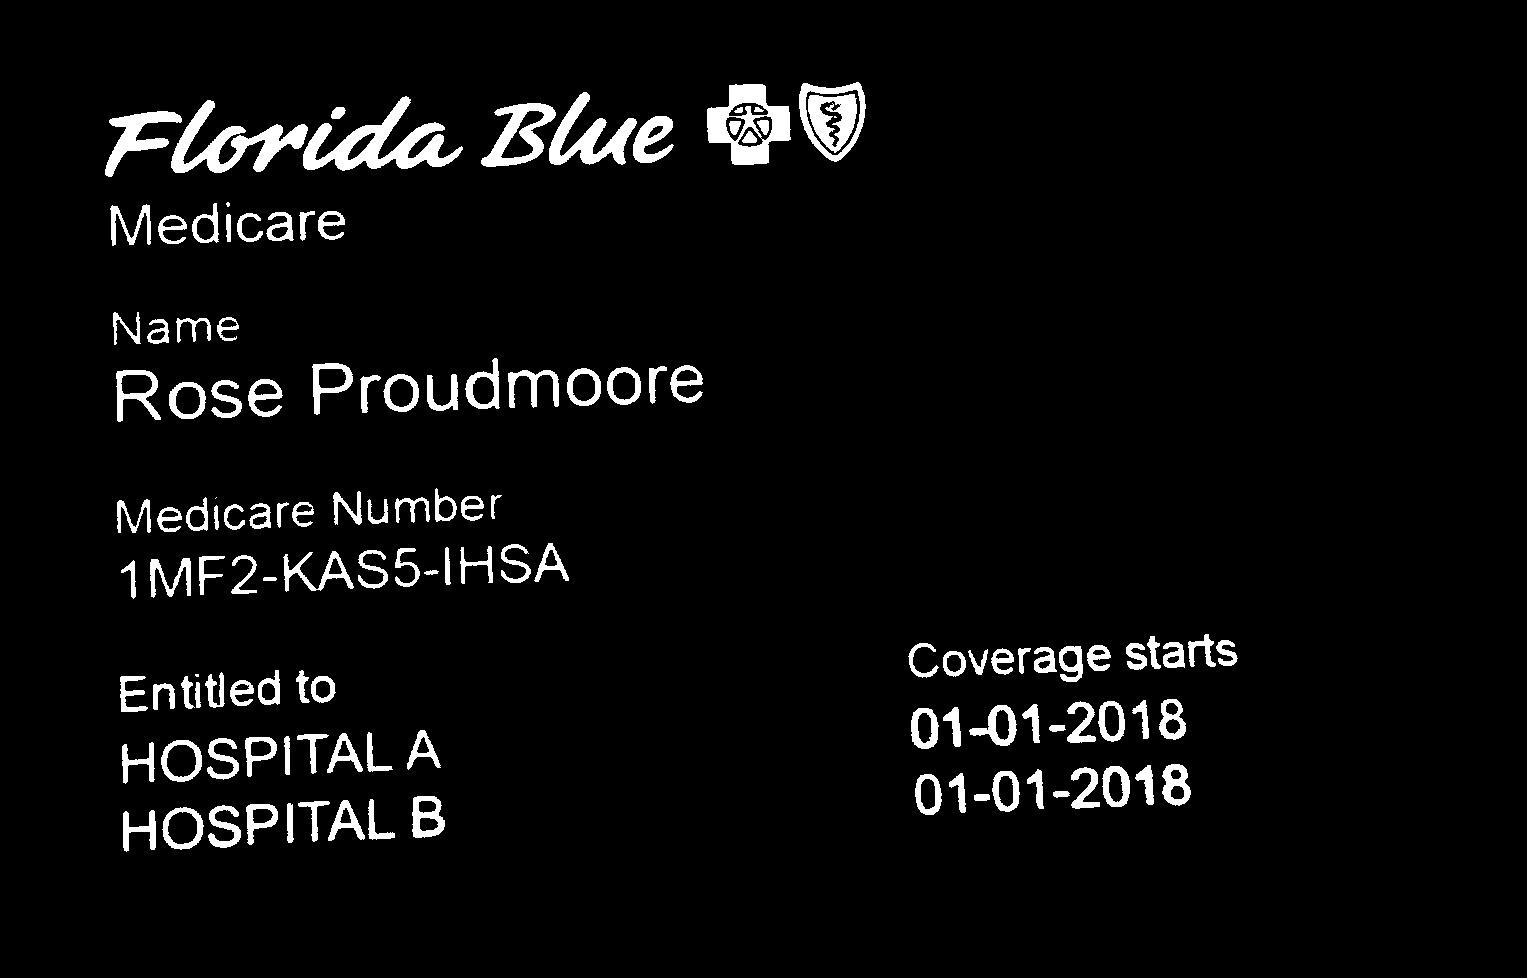 Florida Blue
Medicare
Name
Rose Proudmoore
Medicare Number
1MF2-KAS5-IHSA
Entitled to
HOSPITAL A
HOSPITAL B
Coverage starts
01-01-2018
01-01-2018